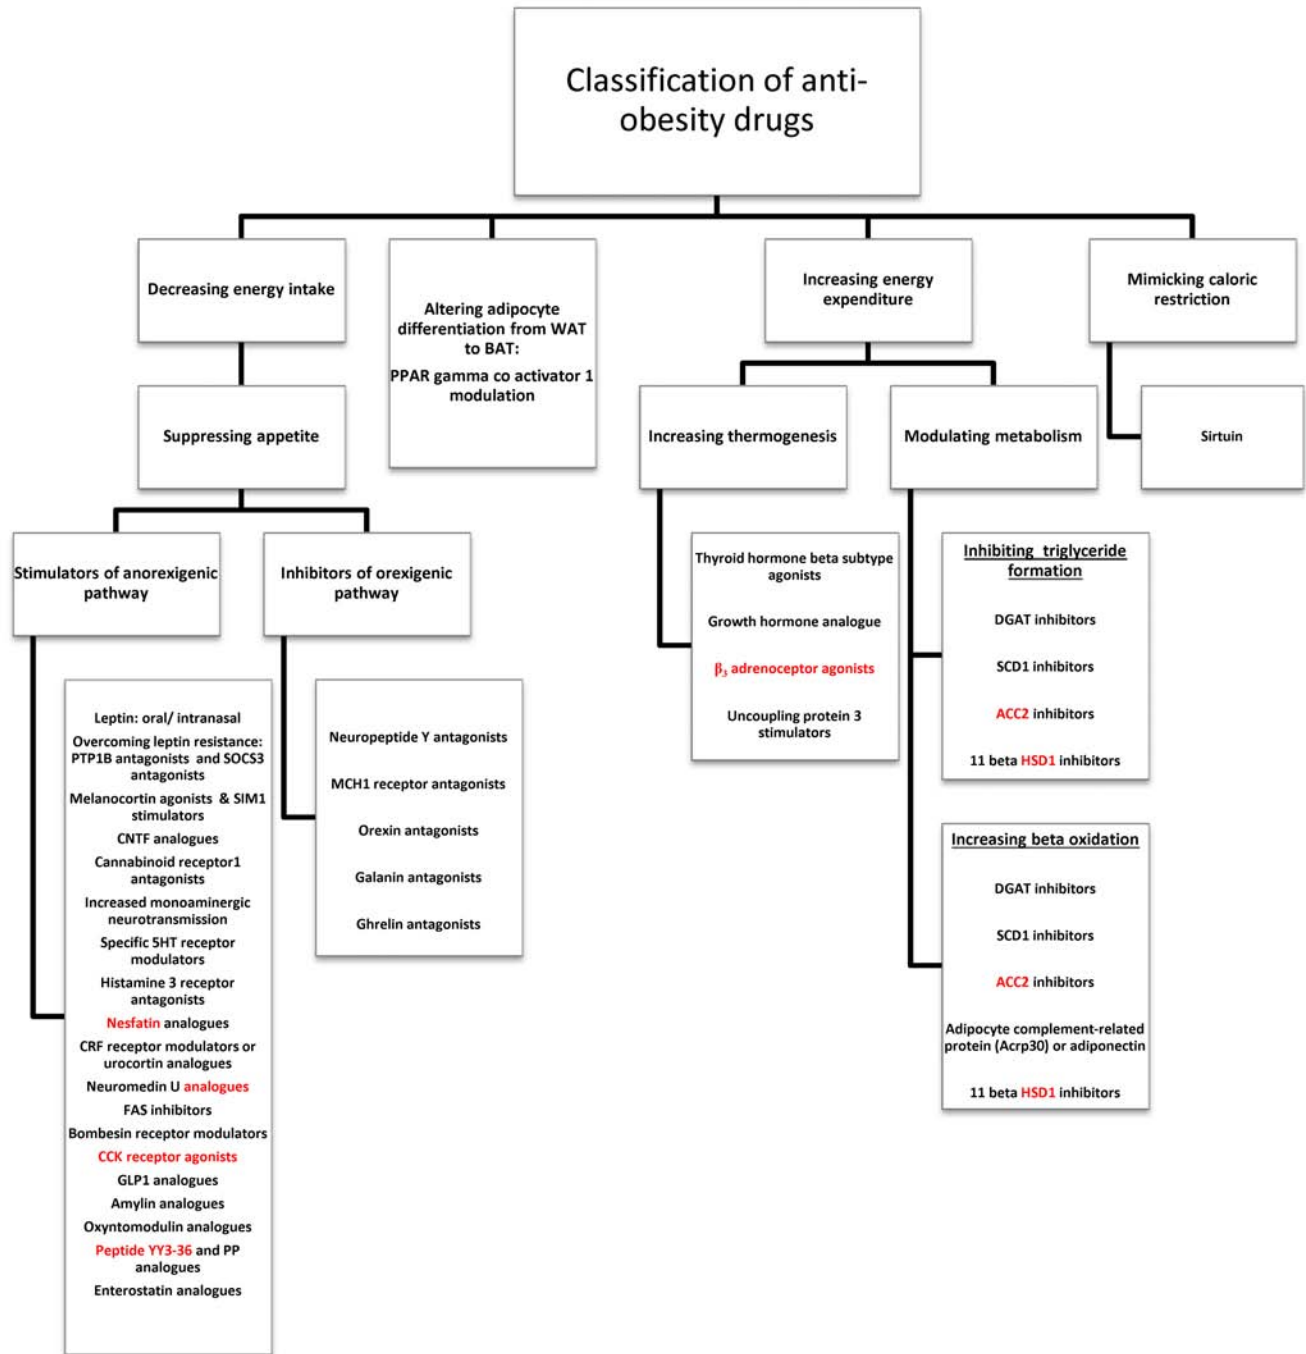 Classification of anti-
obesity drugs
Decreasing energy intake
Altering adipocyte
differentiation from WAT
to BAT:
PPAR gamma co activator 1
modulation
Increasing energy
expenditure
Mimicking caloric
restriction
Suppressing appetite
Increasing thermogenesis
Modulating metabolism
Sirtuin
Stimulators of anorexigenic
pathway
Inhibitors of orexigenic
pathway
Leptin: oral/ intranasal
Overcoming leptin resistance:
PTP1B antagonists and SOCS3
antagonists
Melanocortin agonists & SIM1
stimulators
CNTF analogues
Cannabinoid receptor1
antagonists
Increased monoaminergic
neurotransmission
Specific 5HT receptor
modulators
Histamine 3 receptor
antagonists
Nesfatin analogues
CRF receptor modulators or
urocortin analogues
Neuromedin U analogues
FAS inhibitors
Bombesin receptor modulators
CCK receptor agonists
GLP1 analogues
Amylin analogues
Oxyntomodulin analogues
Peptide YY3-36 and PP
analogues
Enterostatin analogues
Neuropeptide Y antagonists
MCH1 receptor antagonists
Orexin antagonists
Galanin antagonists
Ghrelin antagonists
Thyroid hormone beta subtype
agonists
Growth hormone analogue
β₃ adrenoceptor agonists
Uncoupling protein 3
stimulators
Inhibiting triglyceride
formation
DGAT inhibitors
SCD1 inhibitors
ACC2 inhibitors
11 beta HSD1 inhibitors
Increasing beta oxidation
DGAT inhibitors
SCD1 inhibitors
ACC2 inhibitors
Adipocyte complement-related
protein (Acrp30) or adiponectin
11 beta HSD1 inhibitors